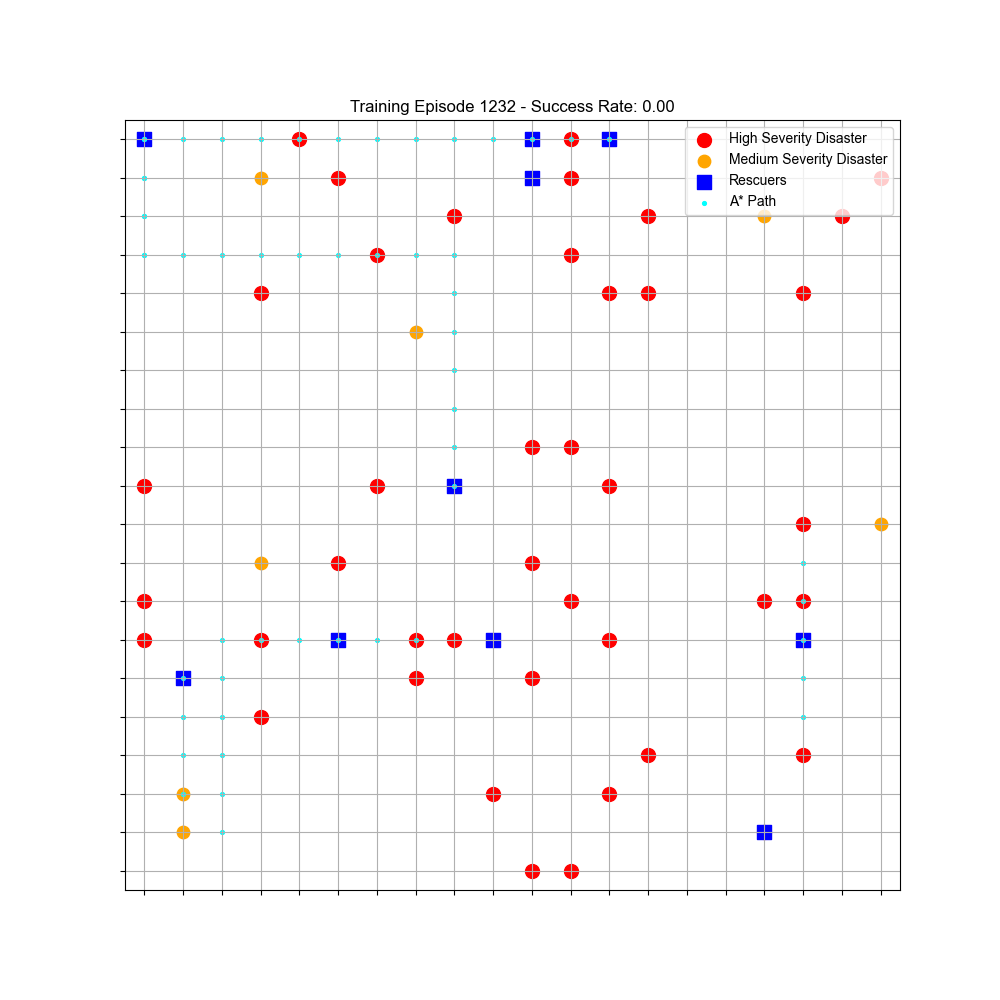 Training Episode 1232 - Success Rate: 0.00
High Severity Disaster
Medium Severity Disaster
Rescuers
A* Path